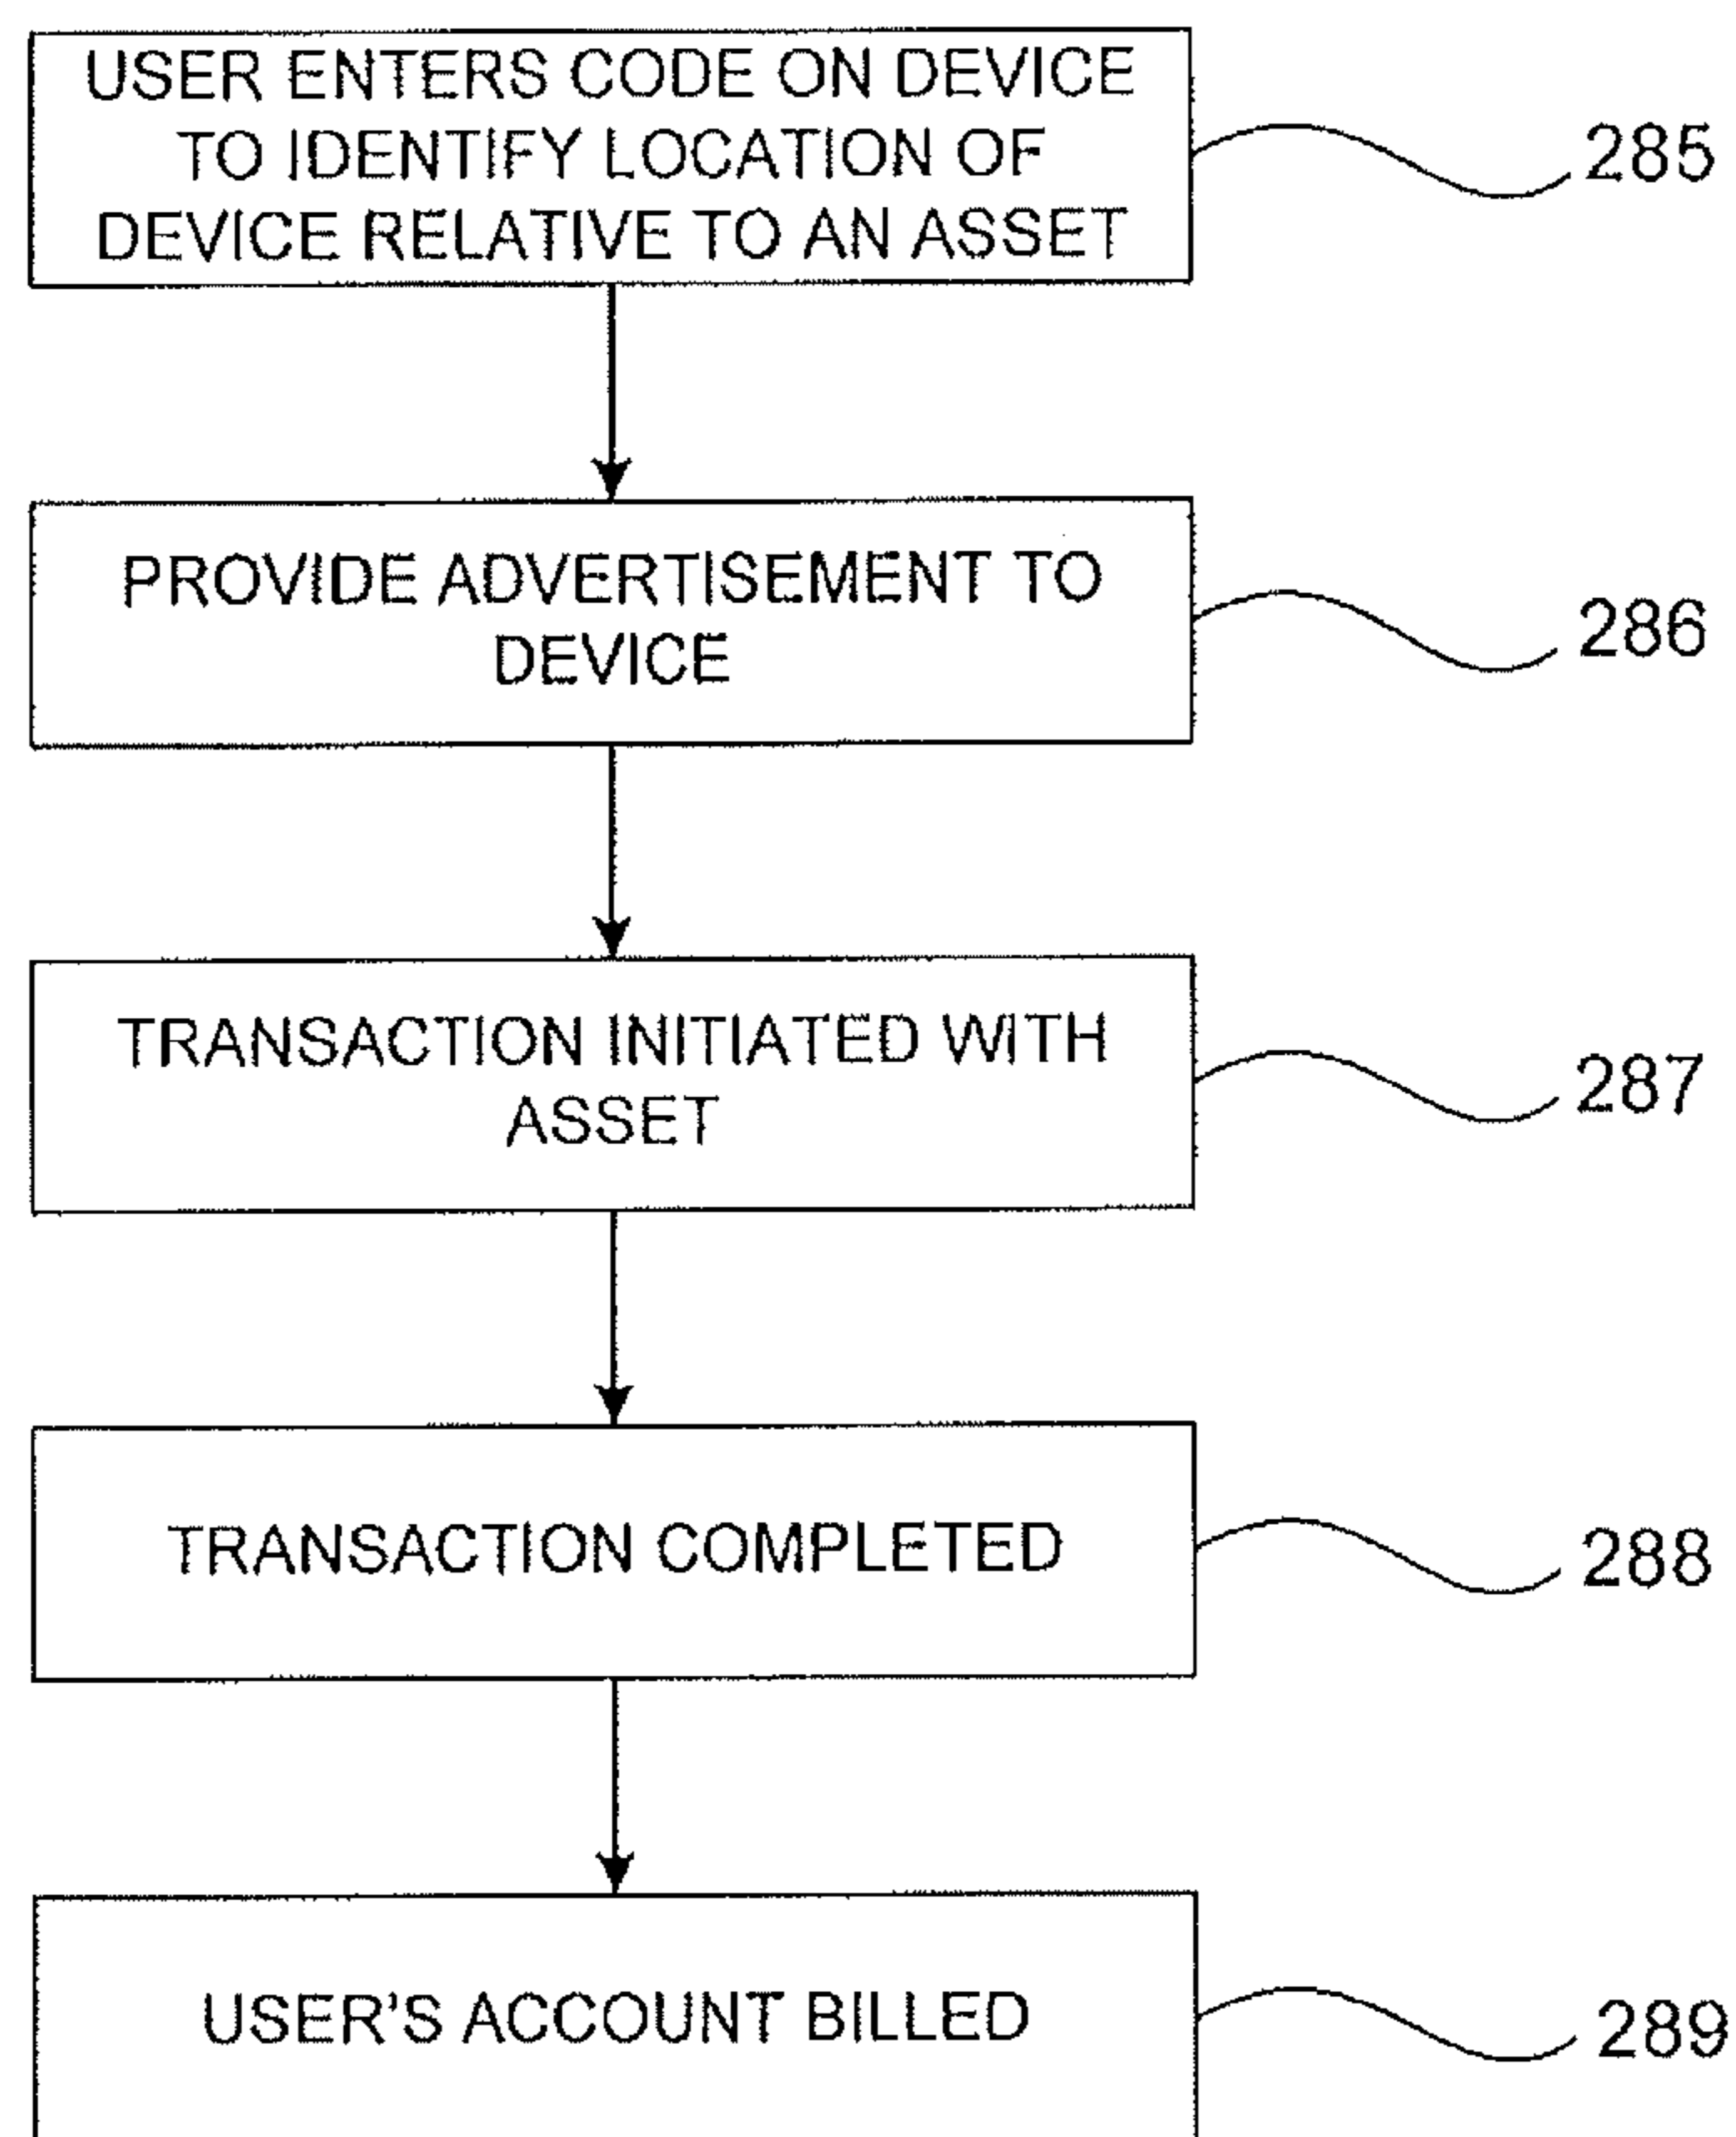 USER ENTERS CODE ON DEVICE
TO IDENTIFY LOCATION OF
DEVICE RELATIVE TO AN ASSET
285
PROVIDE ADVERTISEMENT TO
DEVICE
286
TRANSACTION INITIATED WITH
ASSET
287
TRANSACTION COMPLETED
288
USER'S ACCOUNT BILLED
289